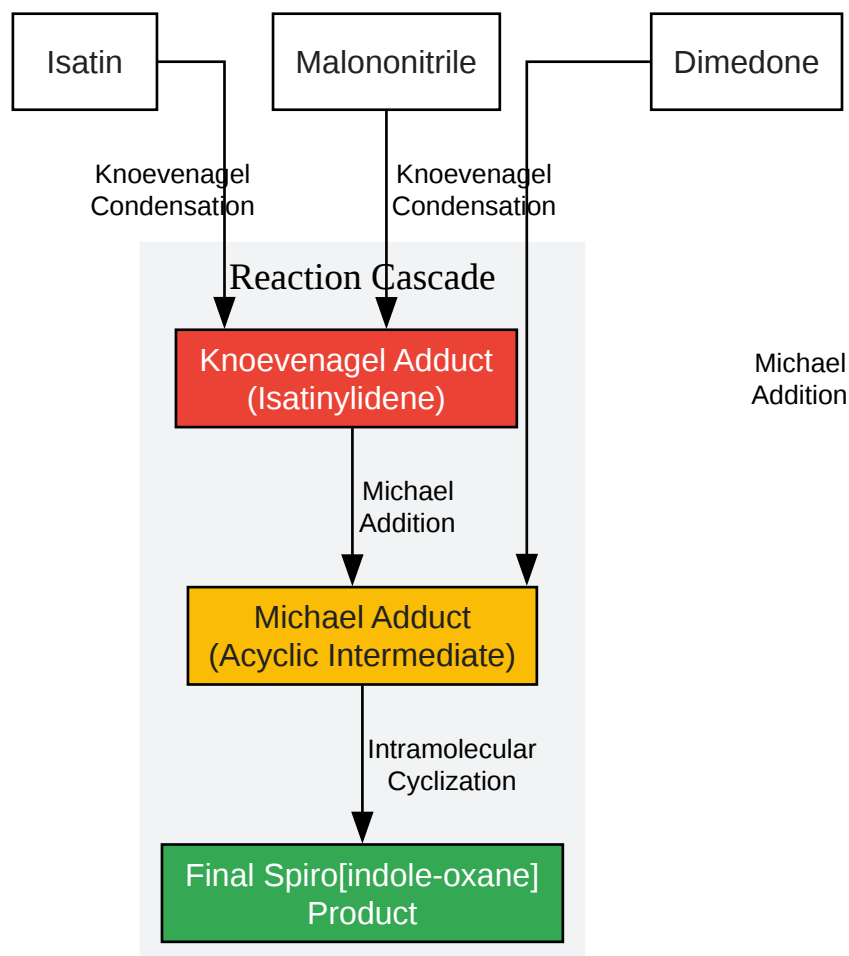 Isatin
Malononitrile
Dimedone
Knoevenagel
Condensation
Knoevenagel
Condensation
Reaction Cascade
Knoevenagel Adduct
(Isatinylidene)
Michael
Addition
Michael
Addition
Michael Adduct
(Acyclic Intermediate)
Intramolecular
Cyclization
Final Spiro[indole-oxane]
Product